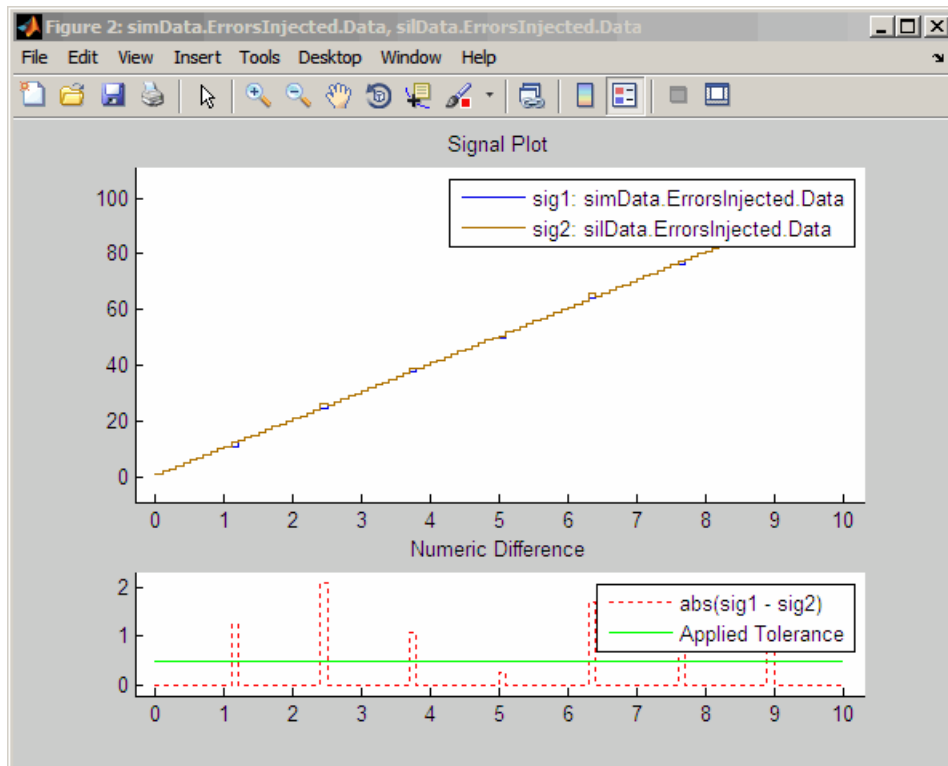 Figure 2: simData.ErrorsInjected.Data, silData.ErrorsInjected.Data
File Edit View Insert Tools Desktop Window Help
Signal Plot
100
80
60
40
20
0
sig1: simData.ErrorsInjected.Data
sig2: silData.ErrorsInjected.Data
0 1 2 3 4 5 6 7 8 9 10
Numeric Difference
2
1
0
abs(sig1 - sig2)
Applied Tolerance
0 1 2 3 4 5 6 7 8 9 10